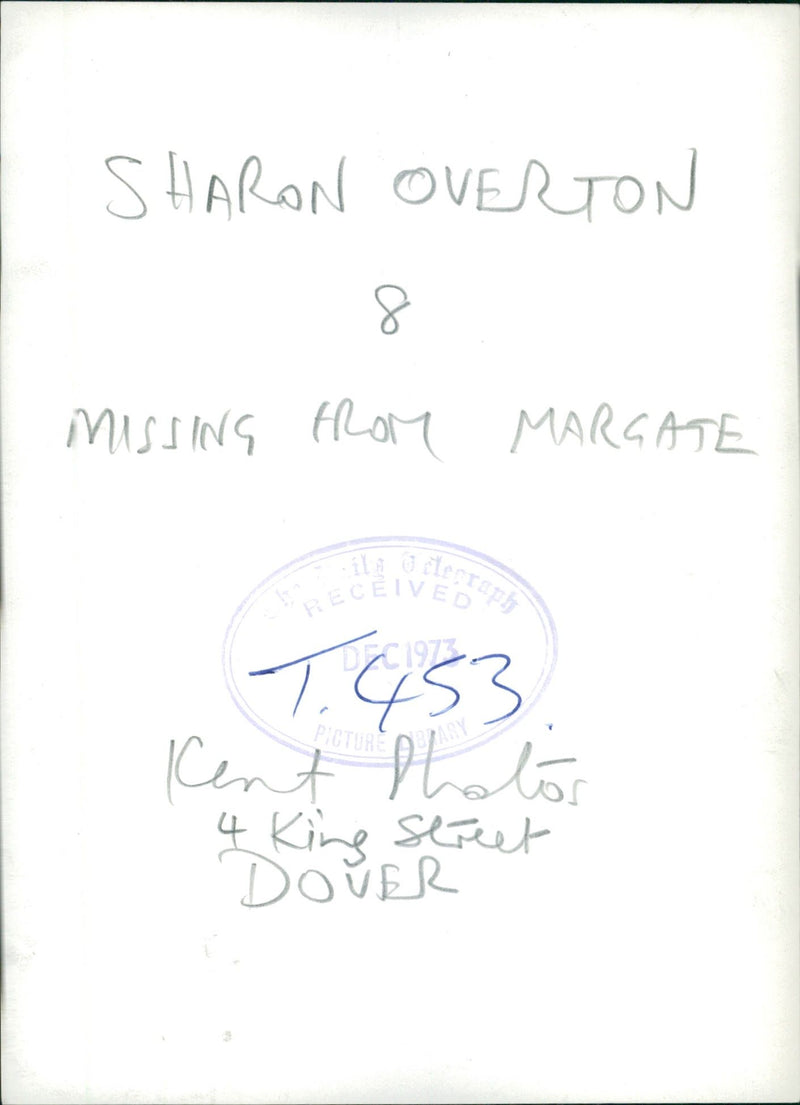 SHARON OVERTON
8
MISSING FROM MARGATE
The Daily Telegraph
RECEIVED
DEC 1973
T.453.
PICTURE LIBRARY
Kent Photos
4 King Street
DOVER